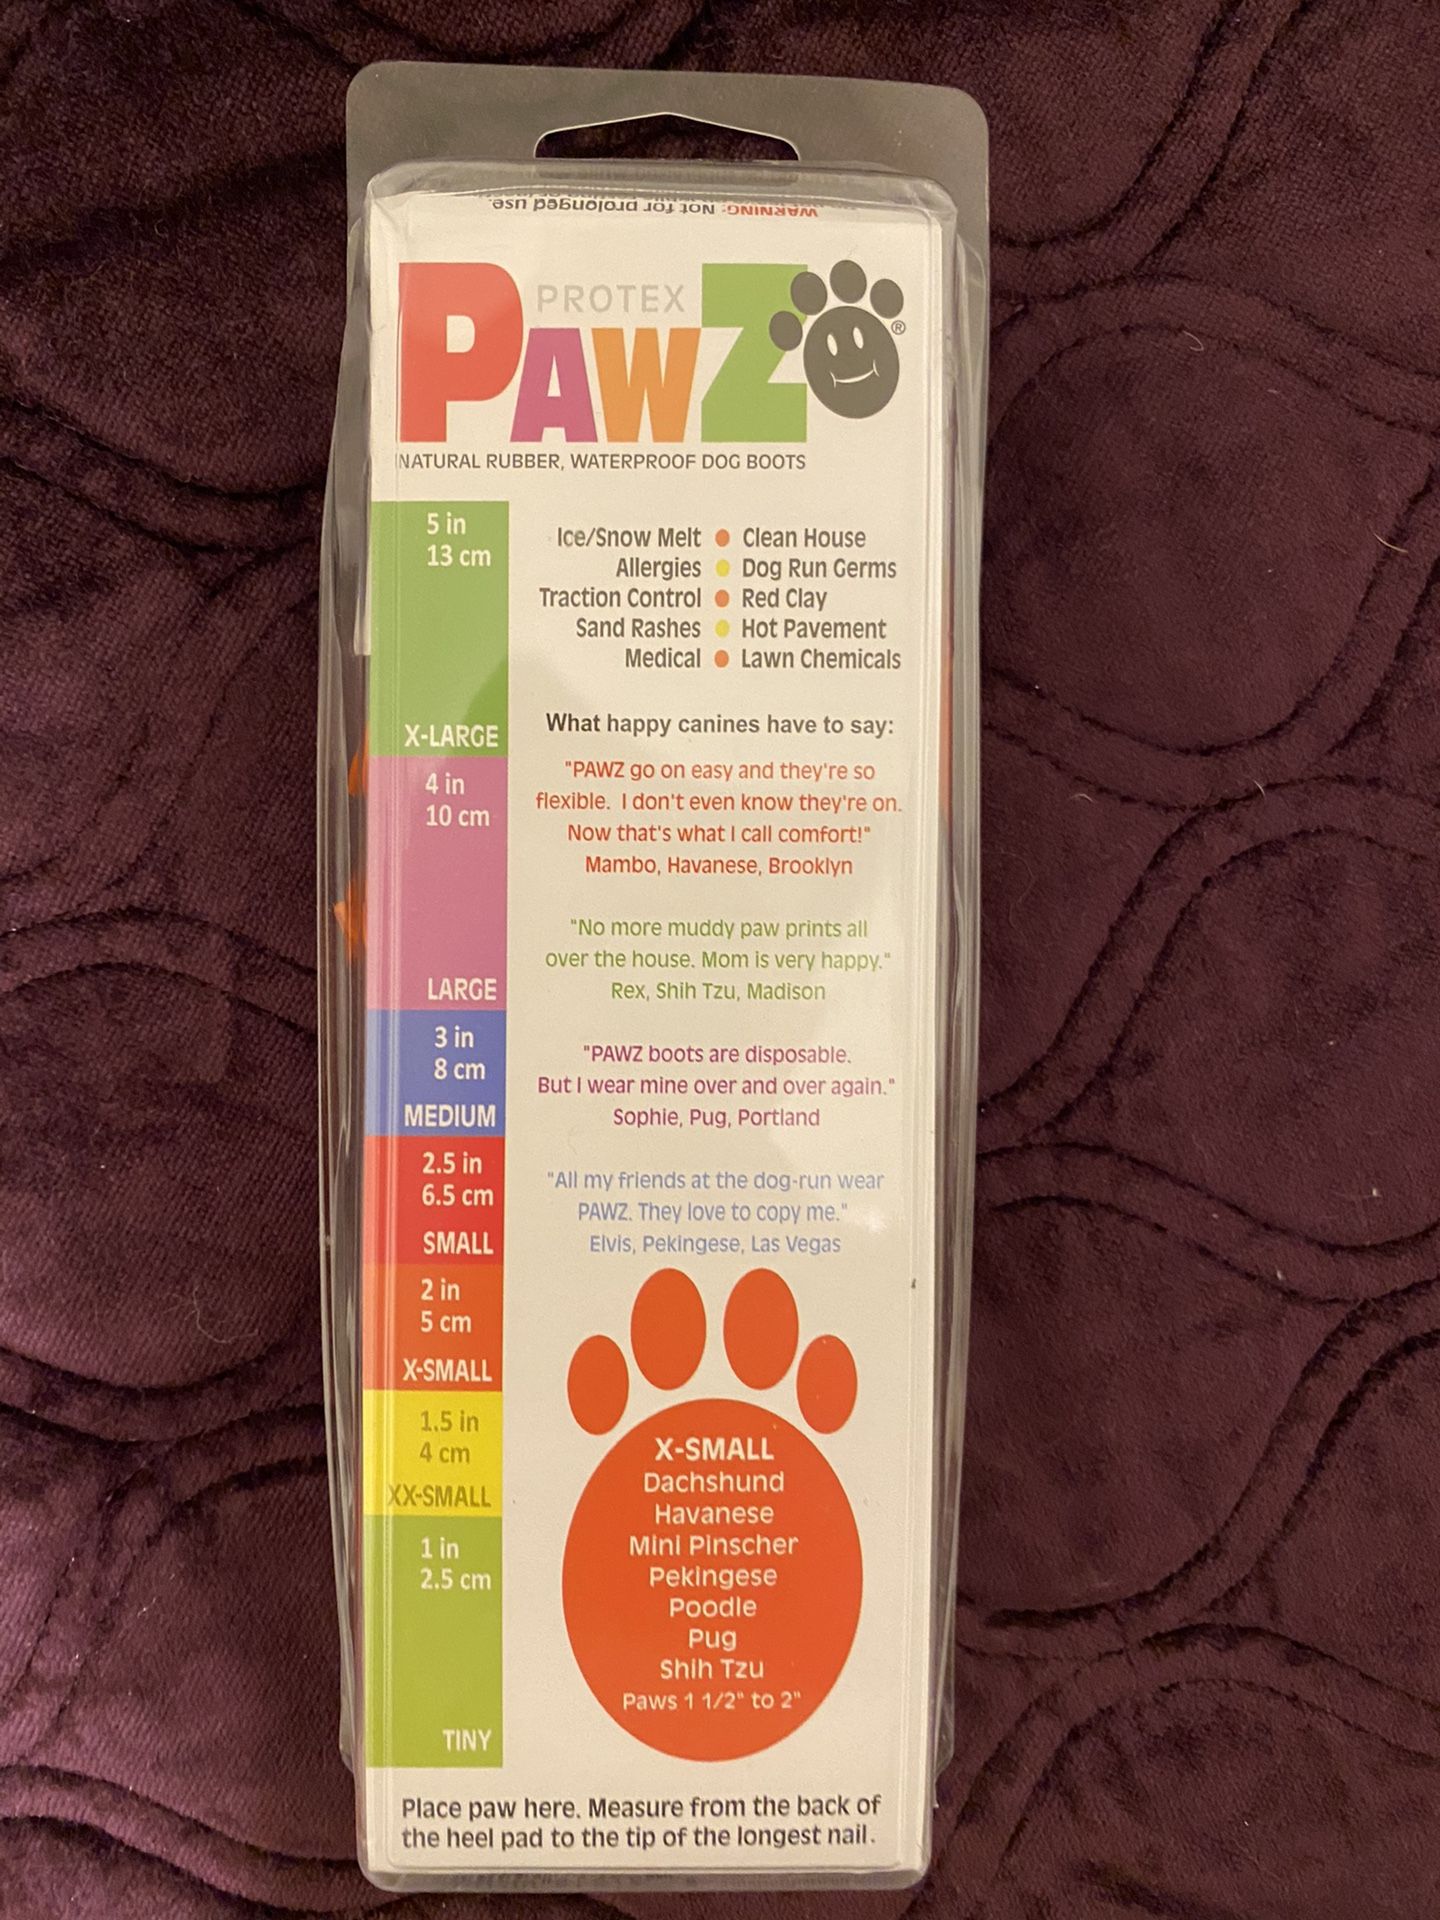 WARNING: Not for prolonged use.
PROTEX
PAWZ®
NATURAL RUBBER, WATERPROOF DOG BOOTS
5 in
13 cm
X-LARGE
4 in
10 cm
LARGE
3 in
8 cm
MEDIUM
2.5 in
6.5 cm
SMALL
2 in
5 cm
X-SMALL
1.5 in
4 cm
XX-SMALL
1 in
2.5 cm
TINY
Ice/Snow Melt ● Clean House
Allergies ● Dog Run Germs
Traction Control ● Red Clay
Sand Rashes ● Hot Pavement
Medical ● Lawn Chemicals
What happy canines have to say:
"PAWZ go on easy and they're so
flexible. I don't even know they're on.
Now that's what I call comfort!"
Mambo, Havanese, Brooklyn
"No more muddy paw prints all
over the house. Mom is very happy."
Rex, Shih Tzu, Madison
"PAWZ boots are disposable.
But I wear mine over and over again."
Sophie, Pug, Portland
"All my friends at the dog-run wear
PAWZ. They love to copy me."
Elvis, Pekingese, Las Vegas
X-SMALL
Dachshund
Havanese
Mini Pinscher
Pekingese
Poodle
Pug
Shih Tzu
Paws 1 1/2" to 2"
Place paw here. Measure from the back of
the heel pad to the tip of the longest nail.